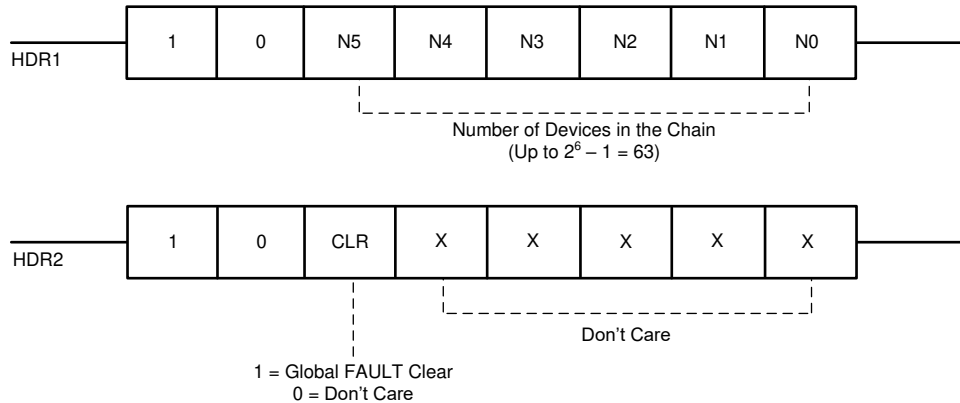 1 0 N5 N4 N3 N2 N1 N0
HDR1
Number of Devices in the Chain
(Up to 2⁶ – 1 = 63)
1 0 CLR X X X X X
HDR2
Don't Care
1 = Global FAULT Clear
0 = Don't Care